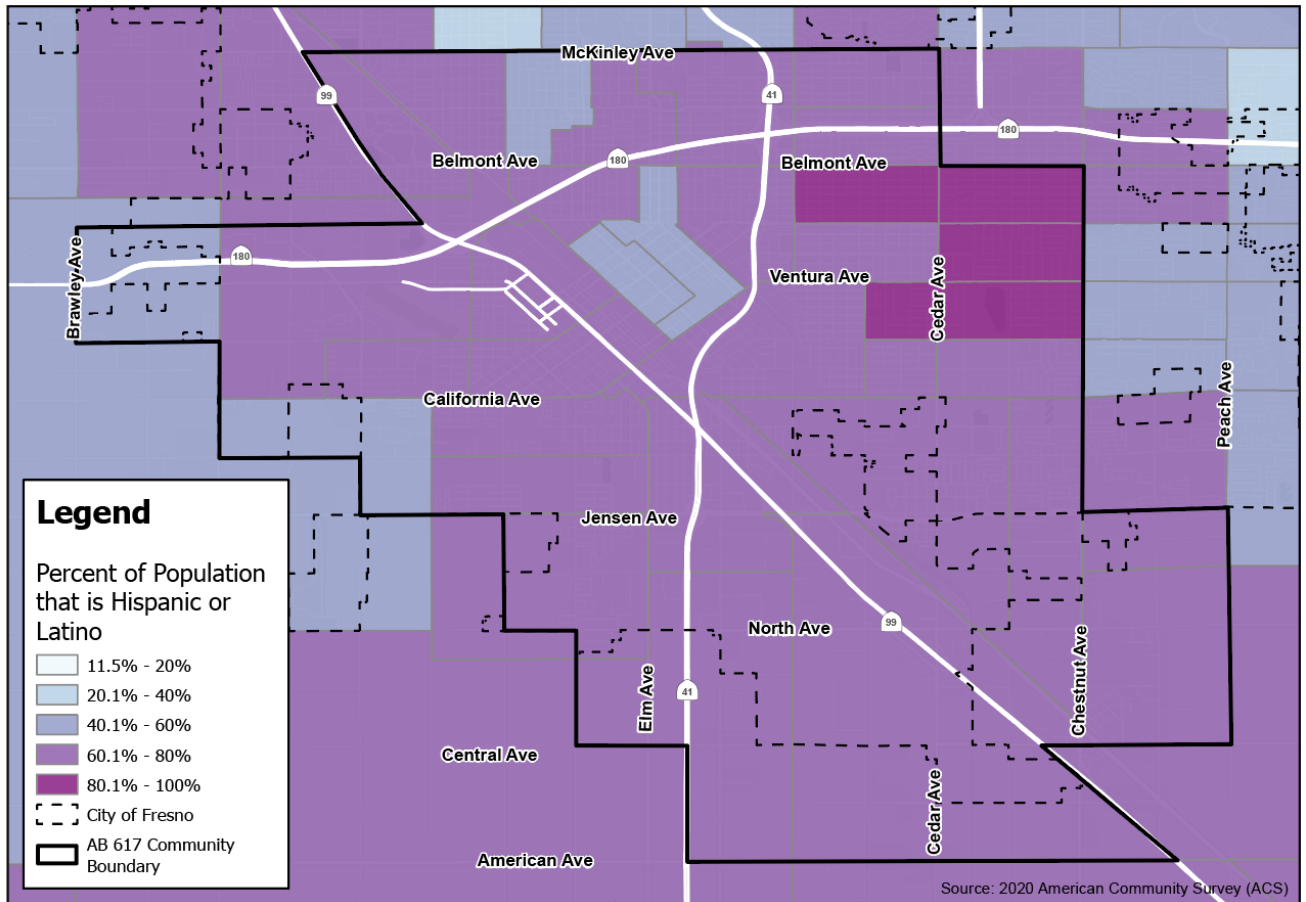 McKinley Ave
99
41
180
Belmont Ave
180
Belmont Ave
Brawley Ave
180
Ventura Ave
Cedar Ave
Peach Ave
California Ave
Jensen Ave
North Ave
99
Elm Ave
41
Chestnut Ave
Central Ave
Cedar Ave
American Ave
Legend
Percent of Population
that is Hispanic or
Latino
11.5% - 20%
20.1% - 40%
40.1% - 60%
60.1% - 80%
80.1% - 100%
City of Fresno
AB 617 Community
Boundary
Source: 2020 American Community Survey (ACS)